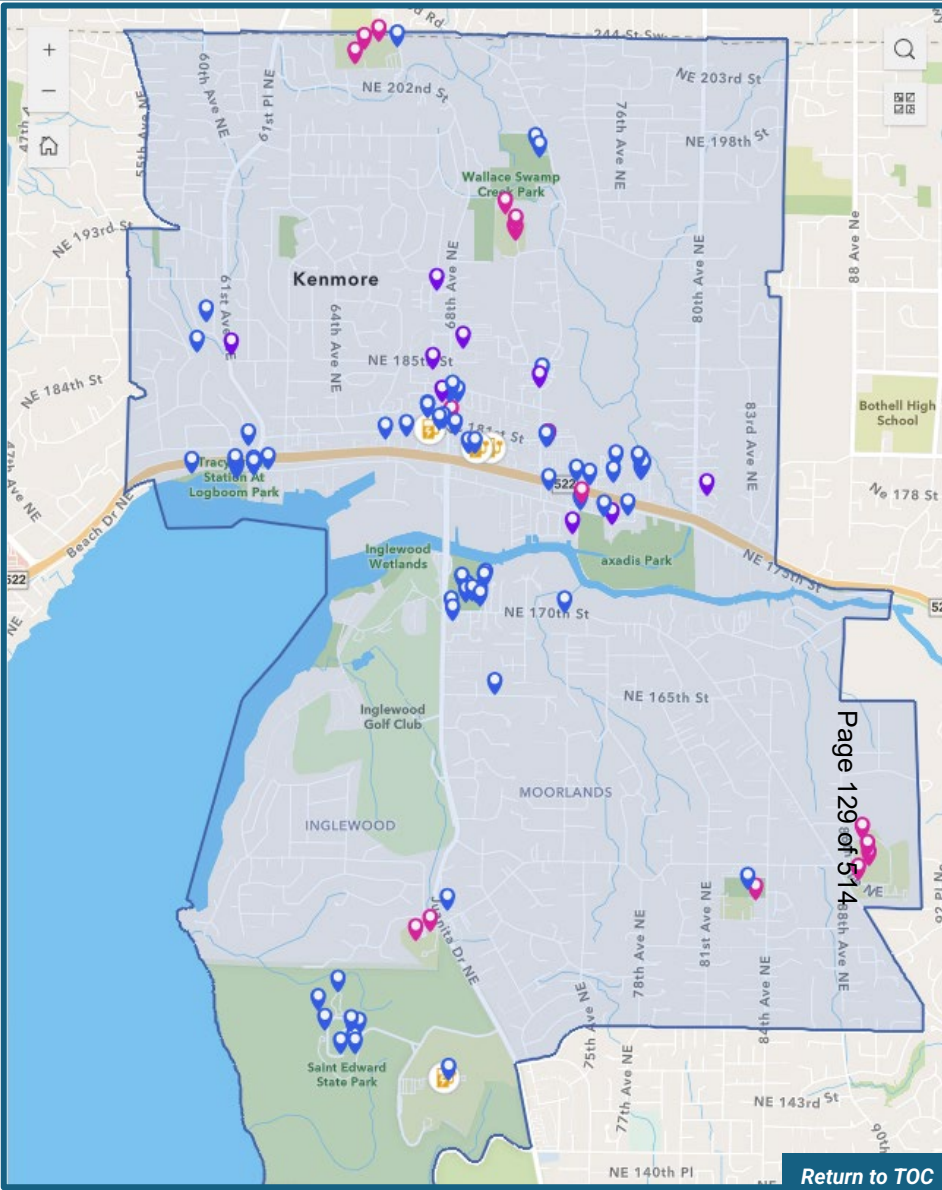 244 St Sw
NE 202nd St
NE 203rd St
60th Ave NE
61st Pl NE
76th Ave NE
NE 198th St
55th Ave NE
Wallace Swamp
Creek Park
NE 193rd St
88 Ave Ne
Kenmore
68th Ave NE
80th Ave NE
61st Ave NE
64th Ave NE
NE 185th St
NE 184th St
83rd Ave NE
Bothell High
School
181st St
Station At
Logboom Park
522
Ne 178 St
Beach Dr NE
522
Inglewood
Wetlands
axadis Park
NE 175th St
NE 170th St
NE 165th St
Inglewood
Golf Club
Page 129 of 514
MOORLANDS
INGLEWOOD
NE
88th Ave NE
81st Ave NE
78th Ave NE
Juanita Dr NE
84th Ave NE
75th Ave NE
Saint Edward
State Park
77th Ave NE
NE 143rd St
NE 140th Pl
Return to TOC